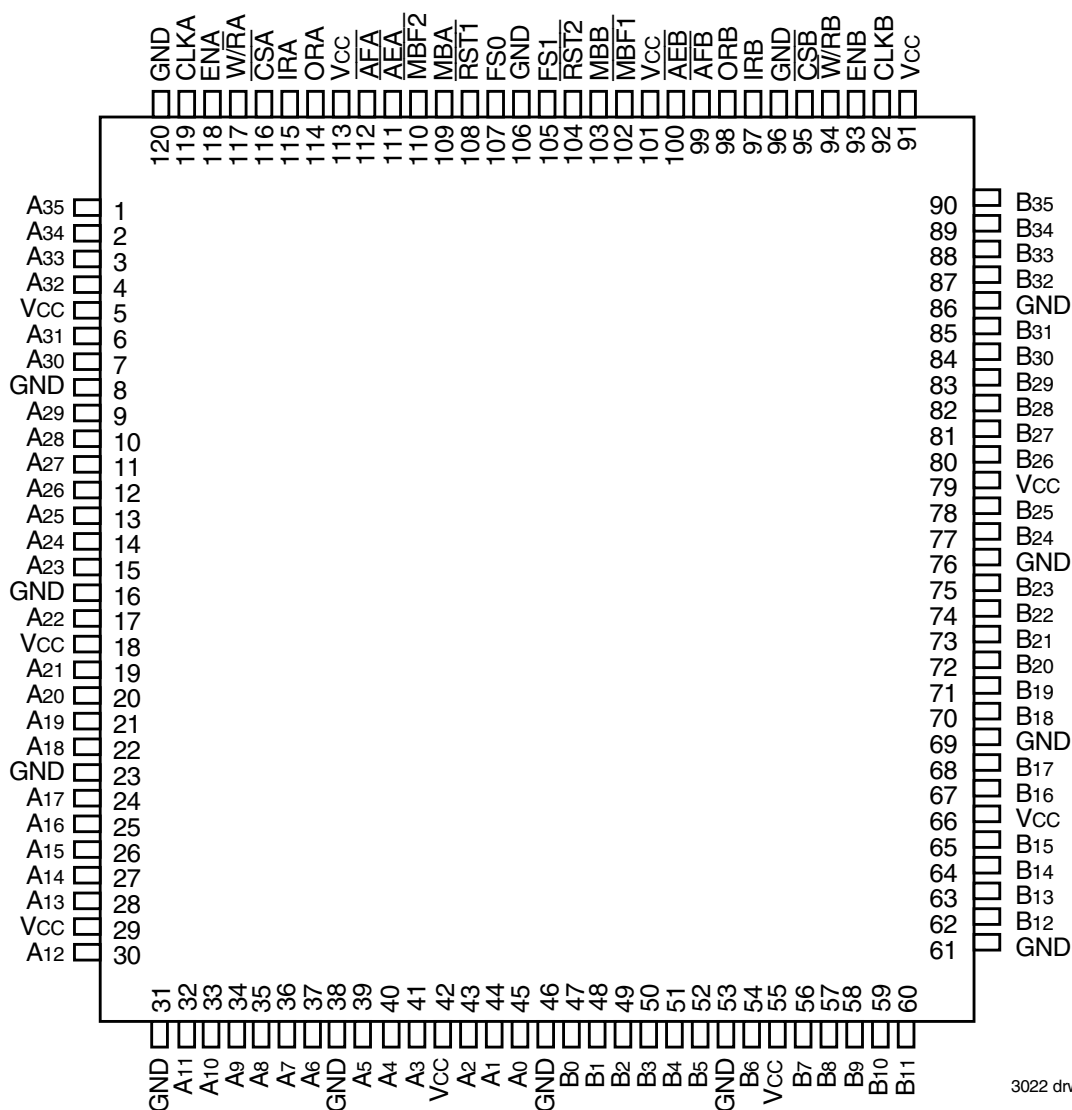 GND 120
CLKA 119
ENA 118
W/RA 117
CSA 116
IRA 115
ORA 114
VCC 113
AFA 112
AEA 111
MBF2 110
MBA 109
RST1 108
FS0 107
GND 106
FS1 105
RST2 104
MBB 103
MBF1 102
VCC 101
AEB 100
AFB 99
ORB 98
IRB 97
GND 96
CSB 95
W/RB 94
ENB 93
CLKB 92
VCC 91
A35 1
A34 2
A33 3
A32 4
VCC 5
A31 6
A30 7
GND 8
A29 9
A28 10
A27 11
A26 12
A25 13
A24 14
A23 15
GND 16
A22 17
VCC 18
A21 19
A20 20
A19 21
A18 22
GND 23
A17 24
A16 25
A15 26
A14 27
A13 28
VCC 29
A12 30
90 B35
89 B34
88 B33
87 B32
86 GND
85 B31
84 B30
83 B29
82 B28
81 B27
80 B26
79 VCC
78 B25
77 B24
76 GND
75 B23
74 B22
73 B21
72 B20
71 B19
70 B18
69 GND
68 B17
67 B16
66 VCC
65 B15
64 B14
63 B13
62 B12
61 GND
GND 31
A11 32
A10 33
A9 34
A8 35
A7 36
A6 37
GND 38
A5 39
A4 40
A3 41
VCC 42
A2 43
A1 44
A0 45
GND 46
B0 47
B1 48
B2 49
B3 50
B4 51
B5 52
GND 53
B6 54
VCC 55
B7 56
B8 57
B9 58
B10 59
B11 60
3022